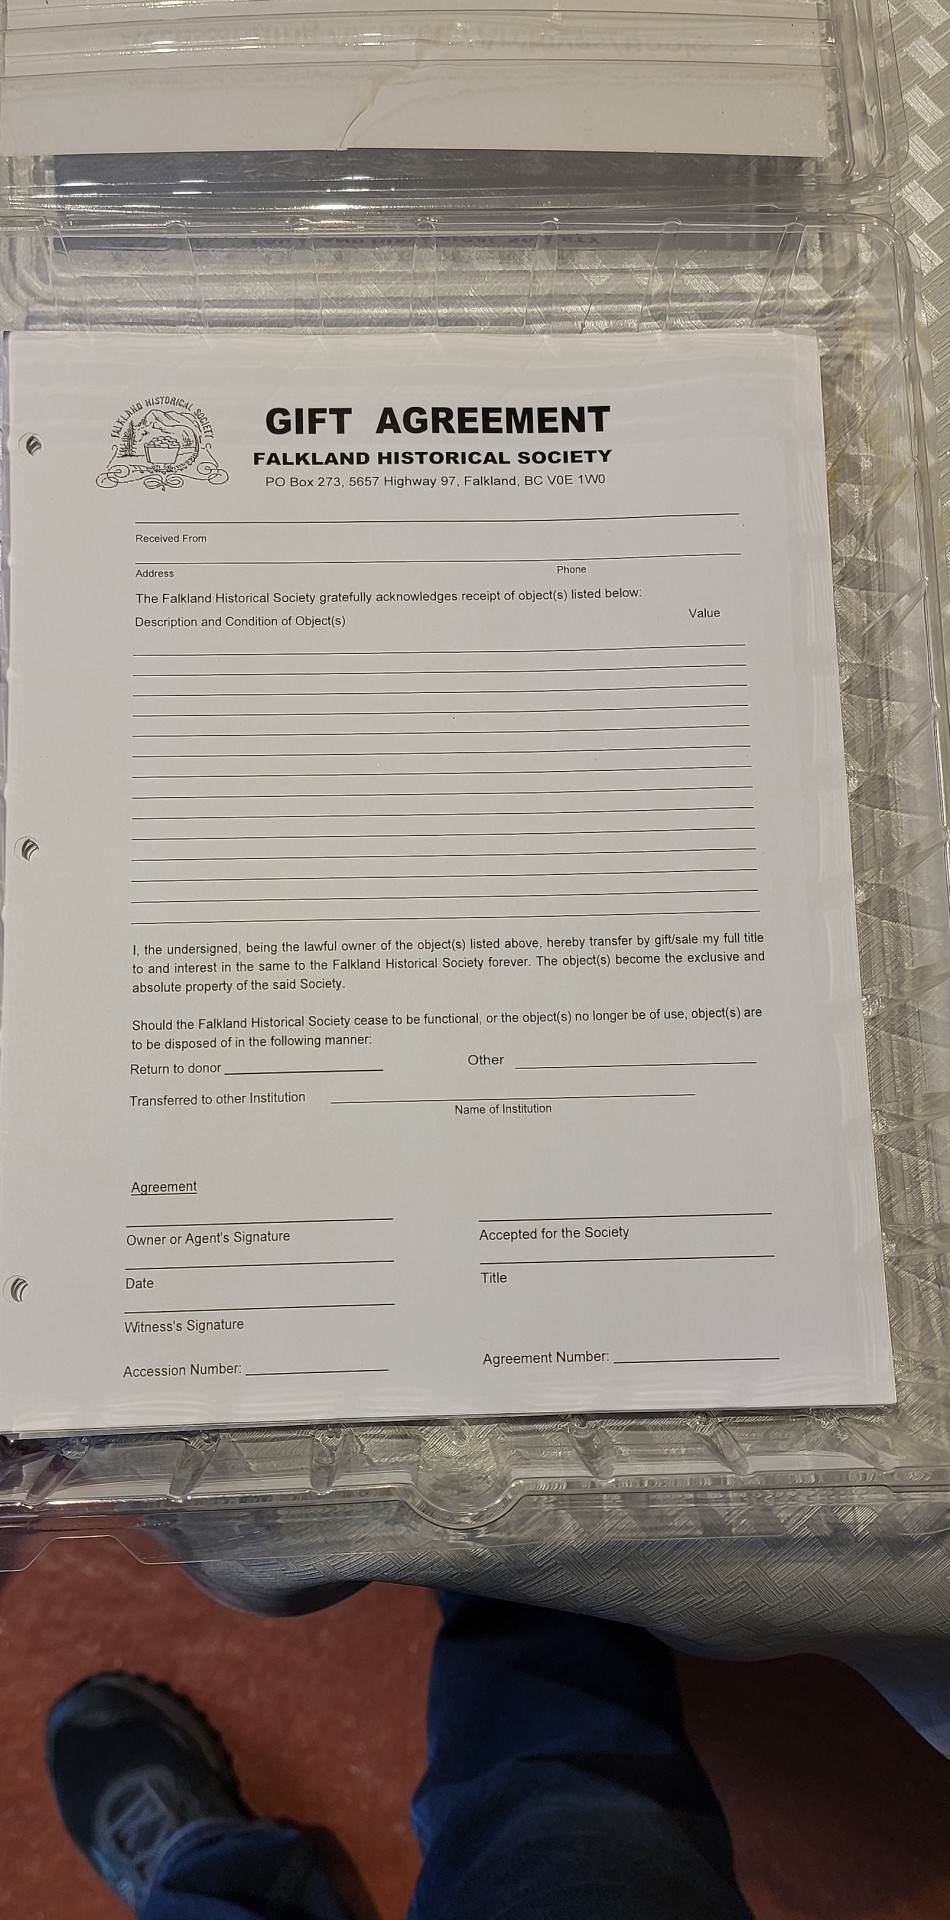 FALKLAND HISTORICAL SOCIETY
GIFT AGREEMENT
FALKLAND HISTORICAL SOCIETY
PO Box 273, 5657 Highway 97, Falkland, BC V0E 1W0
Received From
Address Phone
The Falkland Historical Society gratefully acknowledges receipt of object(s) listed below:
Description and Condition of Object(s) Value
I, the undersigned, being the lawful owner of the object(s) listed above, hereby transfer by gift/sale my full title
to and interest in the same to the Falkland Historical Society forever. The object(s) become the exclusive and
absolute property of the said Society.
Should the Falkland Historical Society cease to be functional, or the object(s) no longer be of use, object(s) are
to be disposed of in the following manner:
Return to donor Other
Transferred to other Institution
Name of Institution
Agreement
Owner or Agent's Signature Accepted for the Society
Date Title
Witness's Signature
Accession Number: Agreement Number: